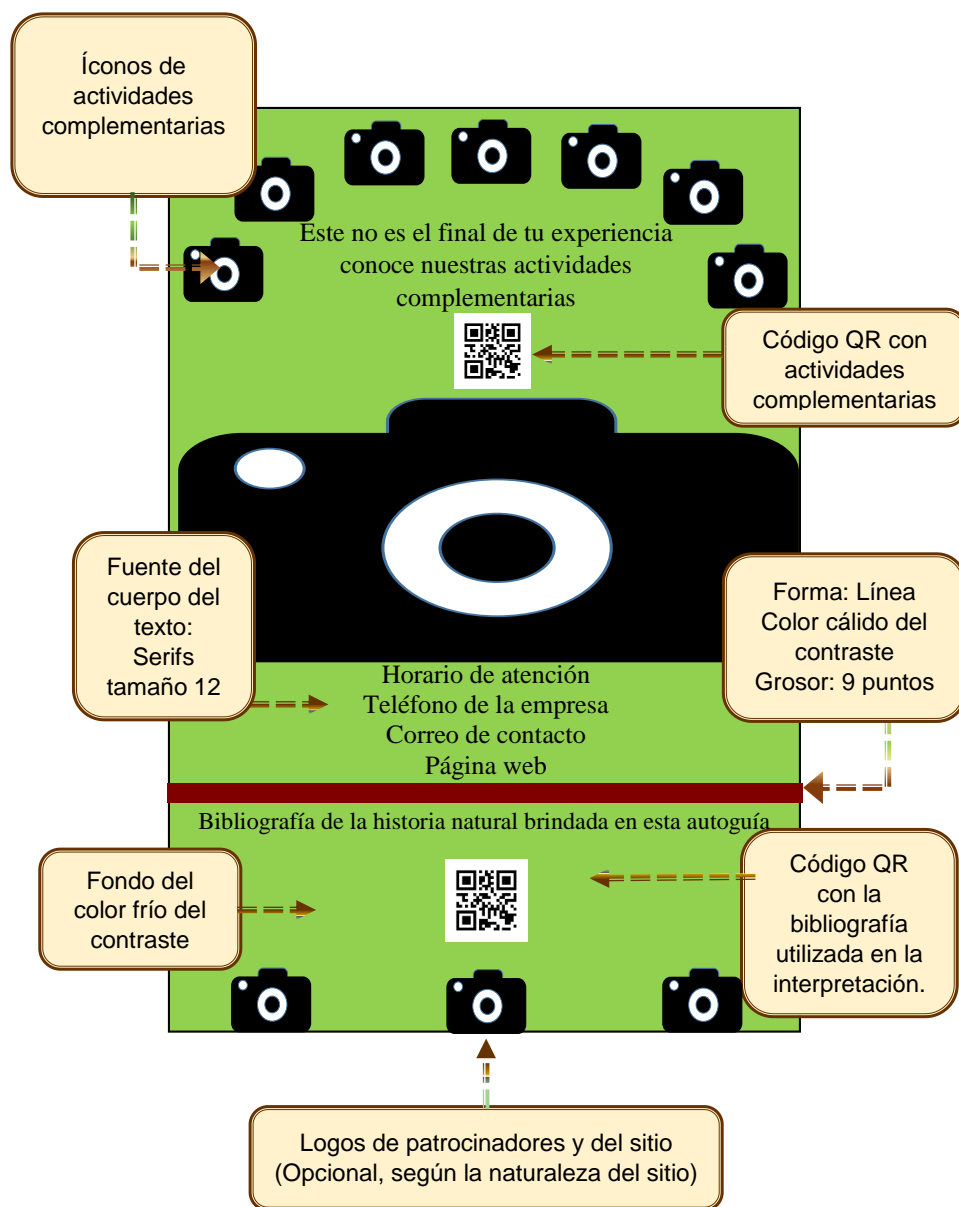 Íconos de
actividades
complementarias
Este no es el final de tu experiencia
conoce nuestras actividades
complementarias
Código QR con
actividades
complementarias
Fuente del
cuerpo del
texto:
Serifs
tamaño 12
Forma: Línea
Color cálido del
contraste
Grosor: 9 puntos
Horario de atención
Teléfono de la empresa
Correo de contacto
Página web
Bibliografía de la historia natural brindada en esta autoguía
Fondo del
color frío del
contraste
Código QR
con la
bibliografía
utilizada en la
interpretación.
Logos de patrocinadores y del sitio
(Opcional, según la naturaleza del sitio)